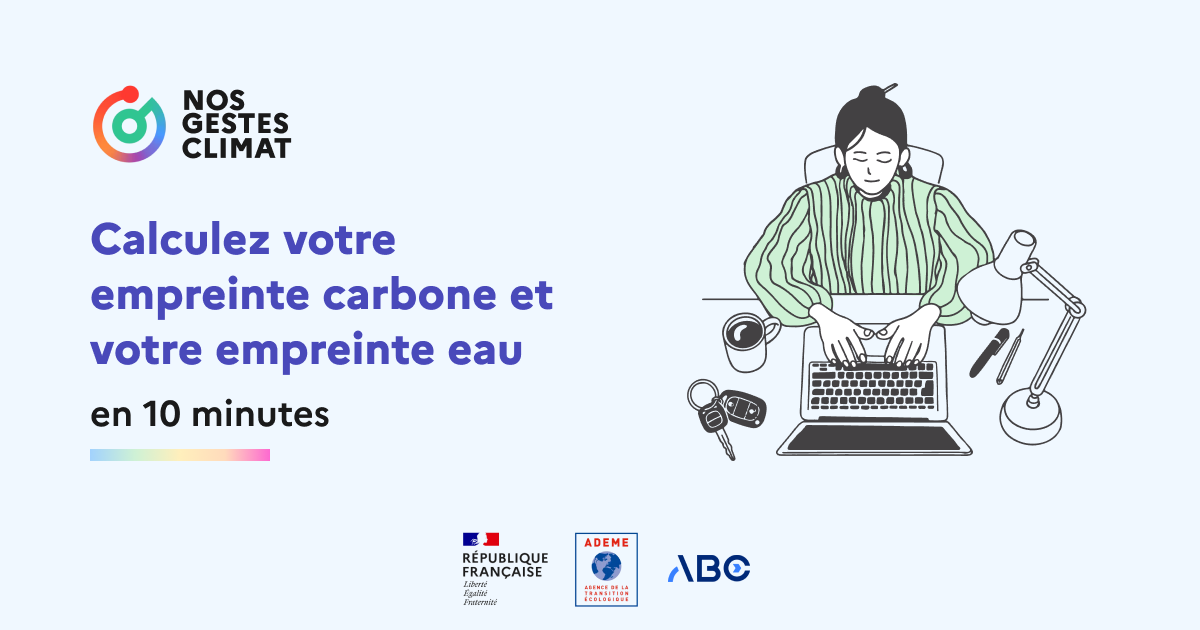 NOS
GESTES
CLIMAT
Calculez votre
empreinte carbone et
votre empreinte eau
en 10 minutes
RÉPUBLIQUE
FRANÇAISE
Liberté
Égalité
Fraternité
ADEME
AGENCE DE LA
TRANSITION
ÉCOLOGIQUE
ABC